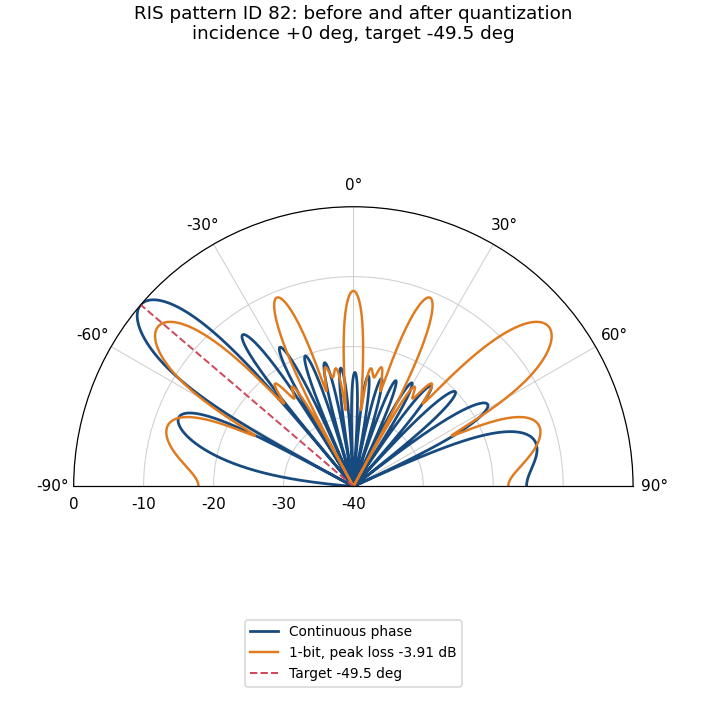 RIS pattern ID 82: before and after quantization
incidence +0 deg, target -49.5 deg
0°
-30°
30°
-60°
60°
-90°
90°
0
-10
-20
-30
-40
Continuous phase
1-bit, peak loss -3.91 dB
Target -49.5 deg